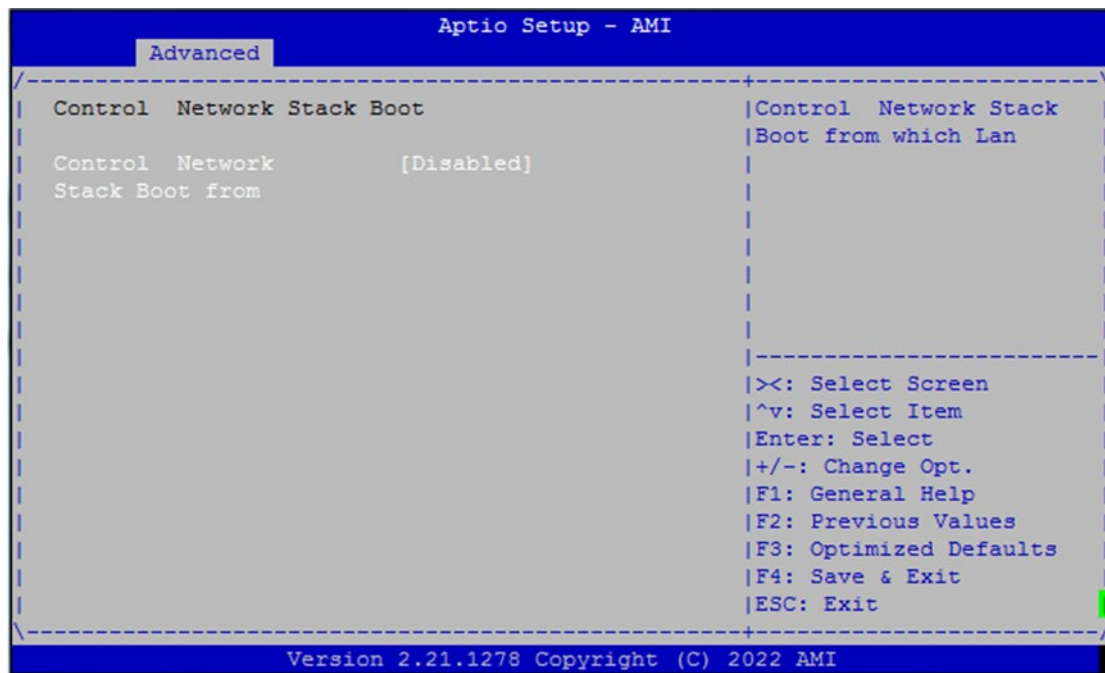 Aptio Setup - AMI
Advanced
Control  Network Stack Boot
Control  Network          [Disabled]
Stack Boot from
Control  Network Stack
Boot from which Lan
><: Select Screen
^v: Select Item
Enter: Select
+/-: Change Opt.
F1: General Help
F2: Previous Values
F3: Optimized Defaults
F4: Save & Exit
ESC: Exit
Version 2.21.1278 Copyright (C) 2022 AMI